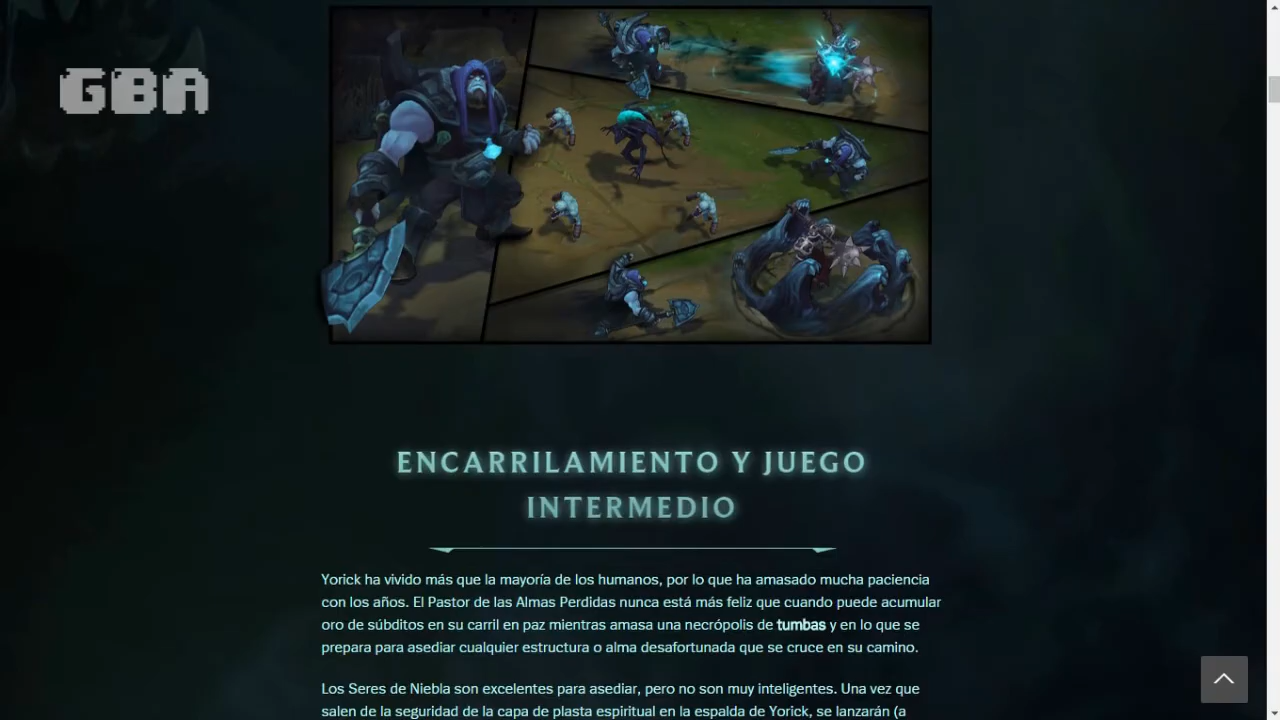 GBA
ENCARRILAMIENTO Y JUEGO
INTERMEDIO
Yorick ha vivido más que la mayoría de los humanos, por lo que ha amasado mucha paciencia
con los años. El Pastor de las Almas Perdidas nunca está más feliz que cuando puede acumular
oro de súbditos en su carril en paz mientras amasa una necrópolis de tumbas y en lo que se
prepara para asediar cualquier estructura o alma desafortunada que se cruce en su camino.
Los Seres de Niebla son excelentes para asediar, pero no son muy inteligentes. Una vez que
salen de la seguridad de la capa de plasta espiritual en la espalda de Yorick, se lanzarán (a